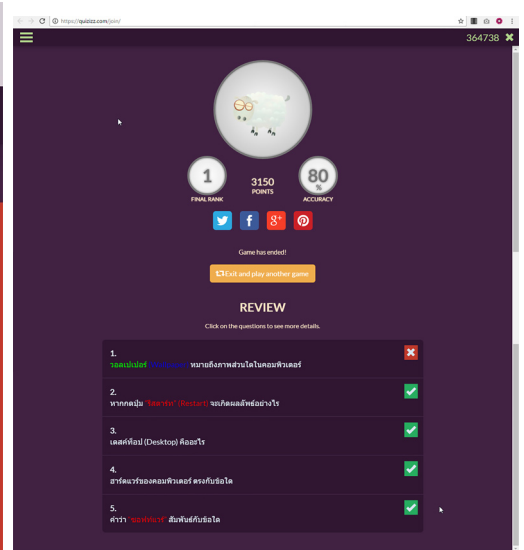 https://quizizz.com/join/
364738
1
FINAL RANK
3150
POINTS
80
%
ACCURACY
Game has ended!
Exit and play another game
REVIEW
Click on the questions to see more details.
1.
วอลเปเปอร์ หมายถึงภาพส่วนใดในคอมพิวเตอร์
2.
หากกดปุ่ม "รีสตาร์ท" (Restart) จะเกิดผลลัพธ์อย่างไร
3.
เดสค์ท็อป (Desktop) คืออะไร
4.
ฮาร์ดแวร์ของคอมพิวเตอร์ ตรงกับข้อใด
5.
คำว่า "ซอฟท์แวร์" สัมพันธ์กับข้อใด